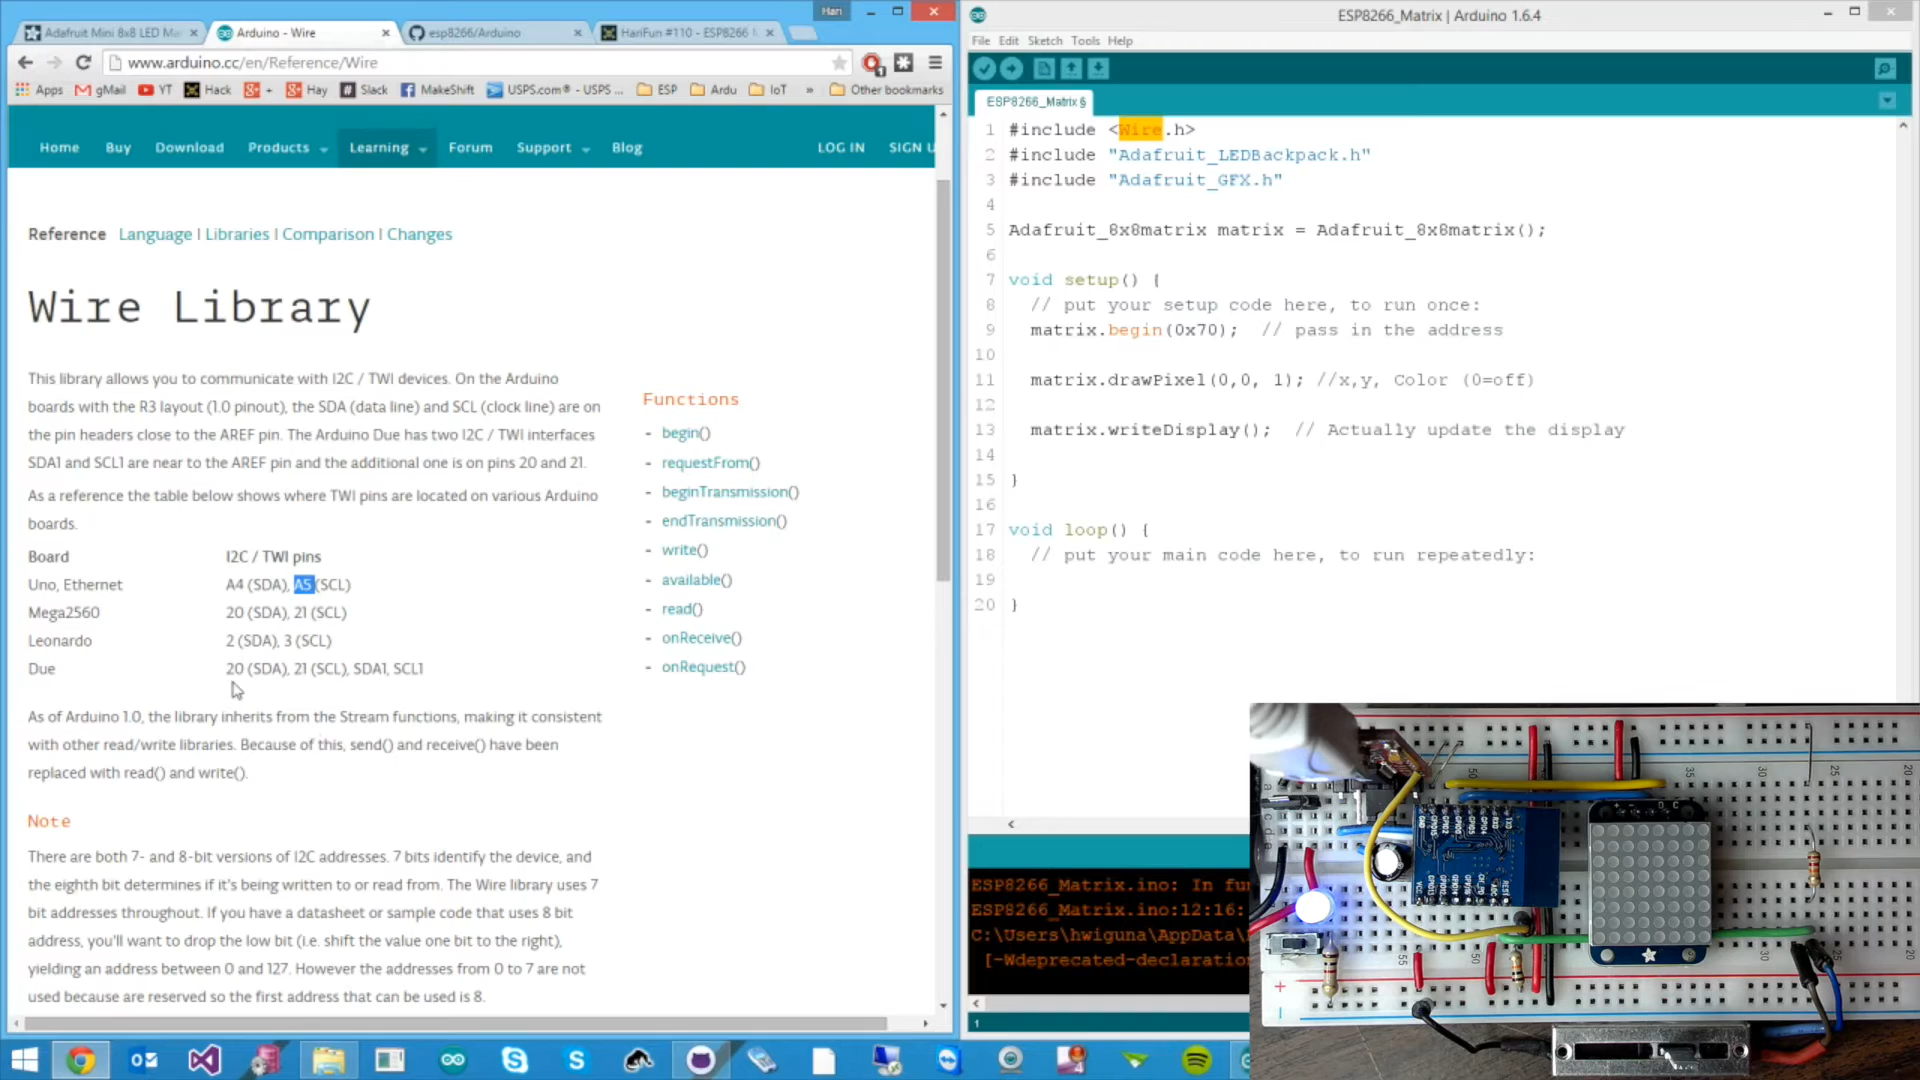 Han
Adafruit Mini 8x8 LED Ma
Arduino - Wire
esp8266/Arduino
HariFun #110 - ESP8266
www.arduino.cc/en/Reference/Wire
Apps gMail YT Hack + Hay Slack MakeShift USPS.com® - USPS ... ESP Ardu IoT » Other bookmarks
Home Buy Download Products Learning Forum Support Blog LOG IN SIGN U
Reference Language | Libraries | Comparison | Changes
Wire Library
This library allows you to communicate with I2C / TWI devices. On the Arduino
boards with the R3 layout (1.0 pinout), the SDA (data line) and SCL (clock line) are on
the pin headers close to the AREF pin. The Arduino Due has two I2C / TWI interfaces
SDA1 and SCL1 are near to the AREF pin and the additional one is on pins 20 and 21.
As a reference the table below shows where TWI pins are located on various Arduino
boards.
Board I2C / TWI pins
Uno, Ethernet A4 (SDA), A5 (SCL)
Mega2560 20 (SDA), 21 (SCL)
Leonardo 2 (SDA), 3 (SCL)
Due 20 (SDA), 21 (SCL), SDA1, SCL1
As of Arduino 1.0, the library inherits from the Stream functions, making it consistent
with other read/write libraries. Because of this, send() and receive() have been
replaced with read() and write().
Note
There are both 7- and 8-bit versions of I2C addresses. 7 bits identify the device, and
the eighth bit determines if it's being written to or read from. The Wire library uses 7
bit addresses throughout. If you have a datasheet or sample code that uses 8 bit
address, you'll want to drop the low bit (i.e. shift the value one bit to the right),
yielding an address between 0 and 127. However the addresses from 0 to 7 are not
used because are reserved so the first address that can be used is 8.
Functions
- begin()
- requestFrom()
- beginTransmission()
- endTransmission()
- write()
- available()
- read()
- onReceive()
- onRequest()
ESP8266_Matrix | Arduino 1.6.4
File Edit Sketch Tools Help
ESP8266_Matrix §
1 #include <Wire.h>
2 #include "Adafruit_LEDBackpack.h"
3 #include "Adafruit_GFX.h"
4
5 Adafruit_8x8matrix matrix = Adafruit_8x8matrix();
6
7 void setup() {
8 // put your setup code here, to run once:
9 matrix.begin(0x70); // pass in the address
10
11 matrix.drawPixel(0,0, 1); //x,y, Color (0=off)
12
13 matrix.writeDisplay(); // Actually update the display
14
15 }
16
17 void loop() {
18 // put your main code here, to run repeatedly:
19
20 }
ESP8266_Matrix.ino: In fu
ESP8266_Matrix.ino:12:16:
C:\Users\hwiguna\AppData\
[-Wdeprecated-declaration
1